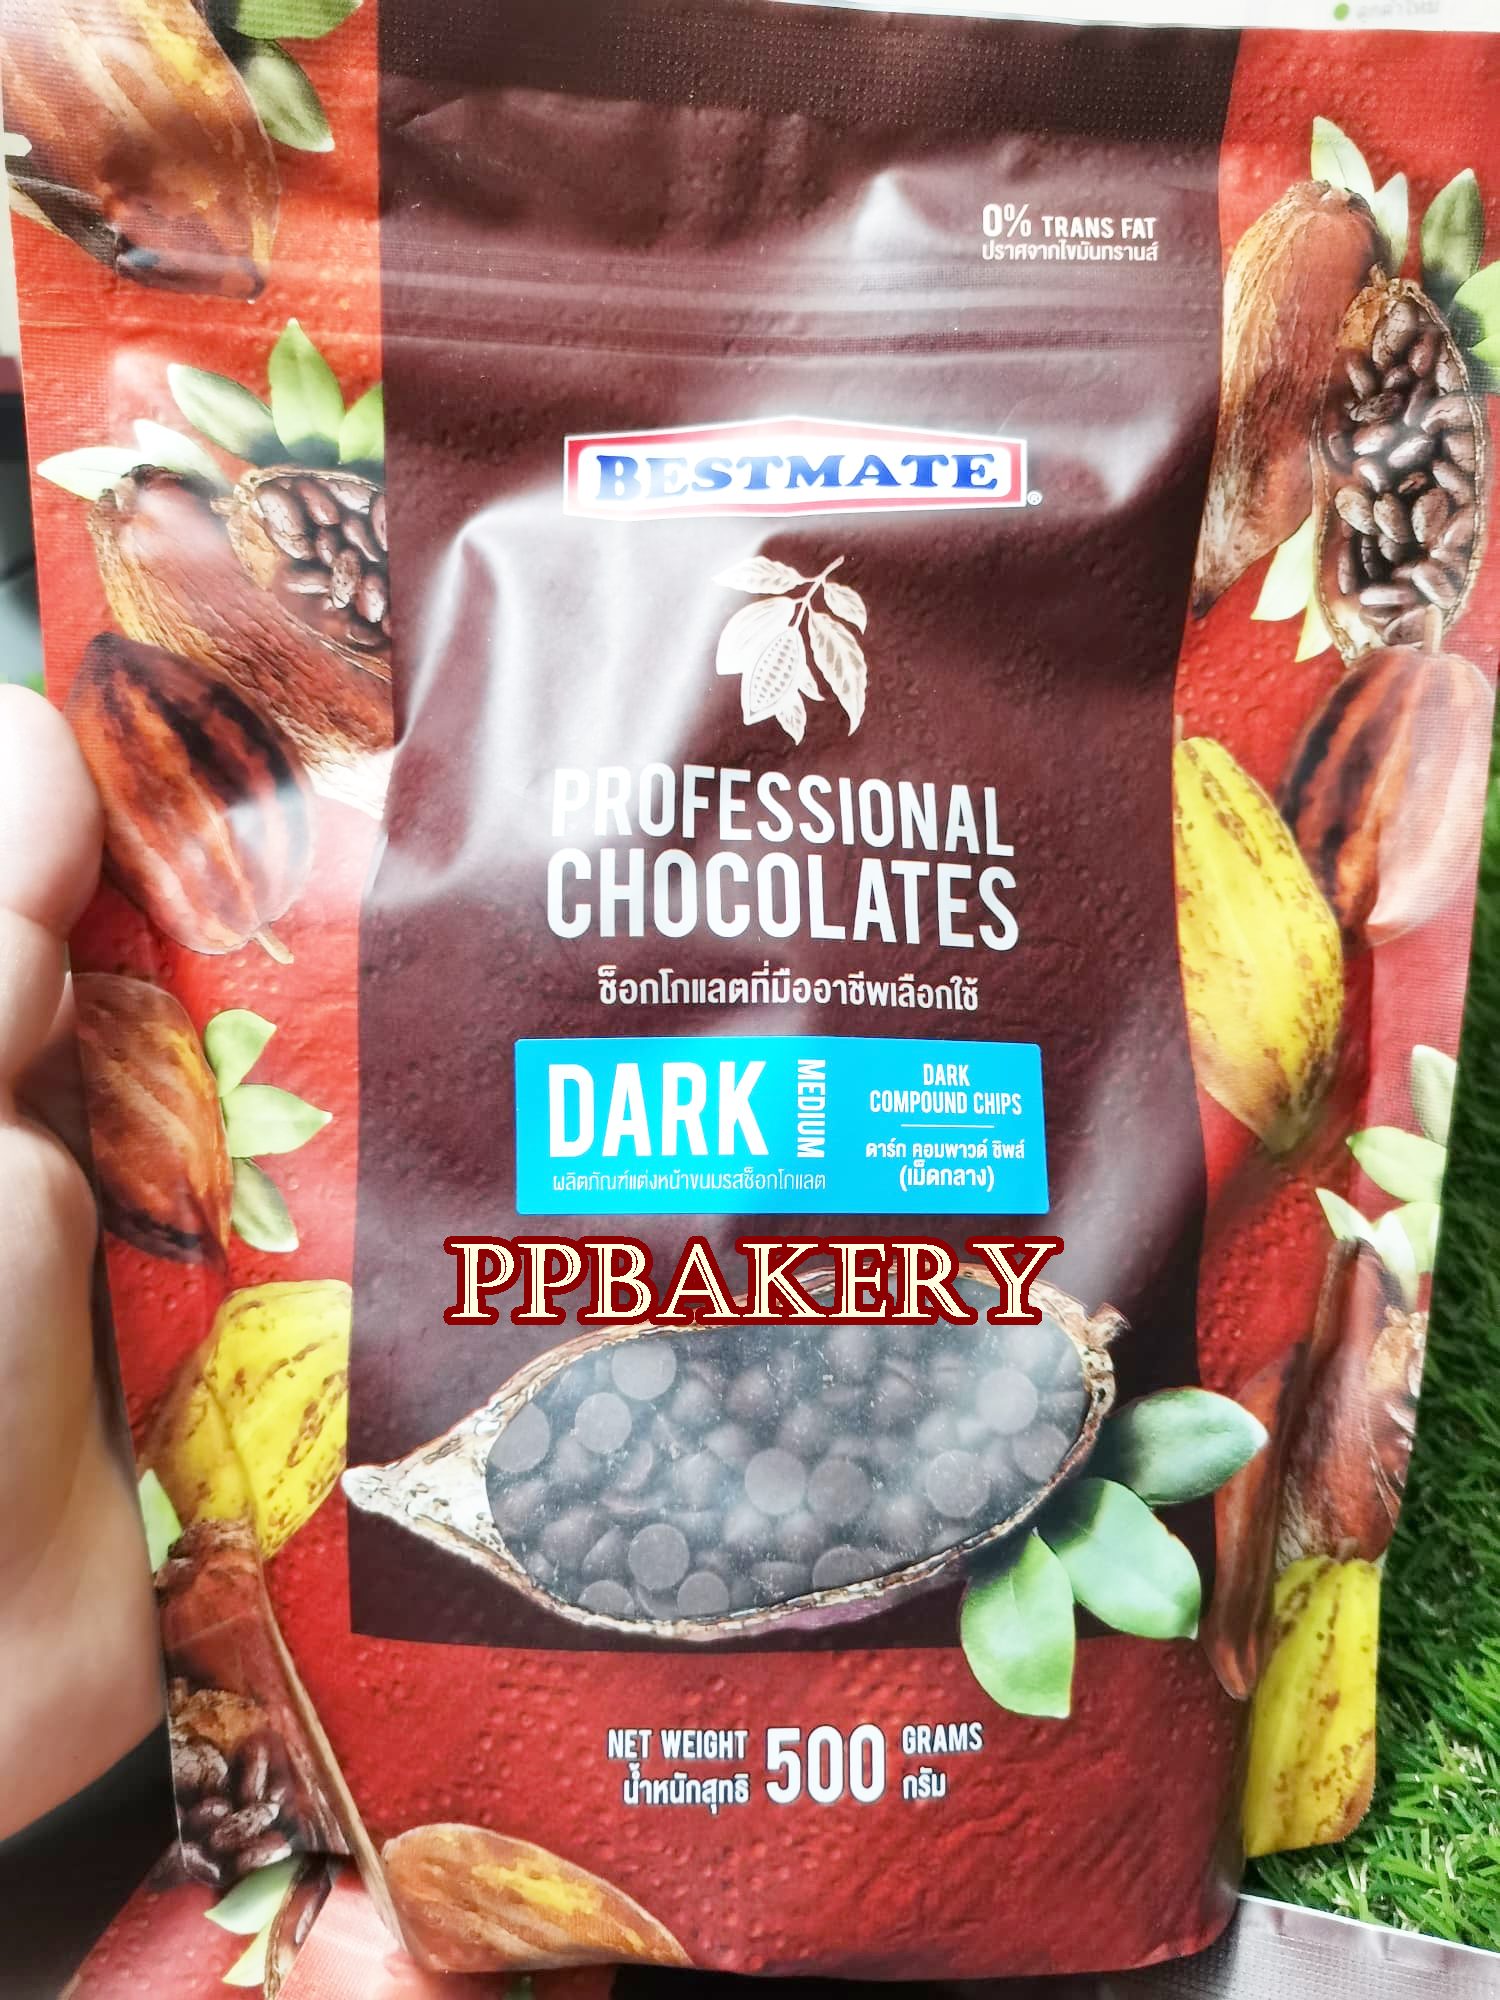 0% TRANS FAT
ปราศจากไขมันทรานส์
BESTMATE®
PROFESSIONAL
CHOCOLATES
ช็อกโกแลตที่มืออาชีพเลือกใช้
DARK MEDIUM
ผลิตภัณฑ์แต่งหน้าขนมรสช็อกโกแลต
DARK
COMPOUND CHIPS
ดาร์ก คอมพาวด์ ชิพส์
(เม็ดกลาง)
PPBAKERY
NET WEIGHT 500 GRAMS
น้ำหนักสุทธิ กรัม